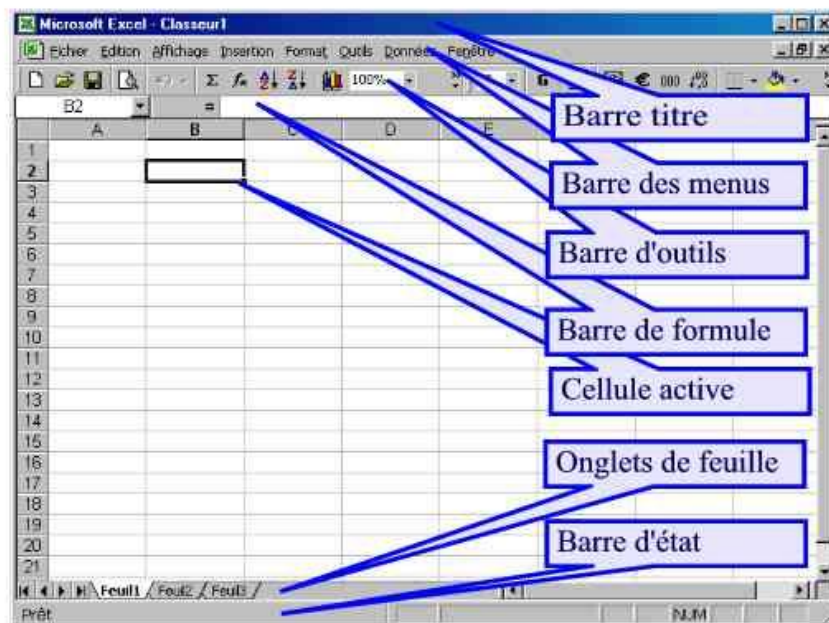 Microsoft Excel - Classeur1
Fichier Edition Affichage Insertion Format Outils Données Fenêtre
100% G € 000
B2 =
A B C D E
1
2
3
4
5
6
7
8
9
10
11
12
13
14
15
16
17
18
19
20
21
Barre titre
Barre des menus
Barre d'outils
Barre de formule
Cellule active
Onglets de feuille
Barre d'état
Feuil1 Feuil2 Feuil3
Prêt NUM